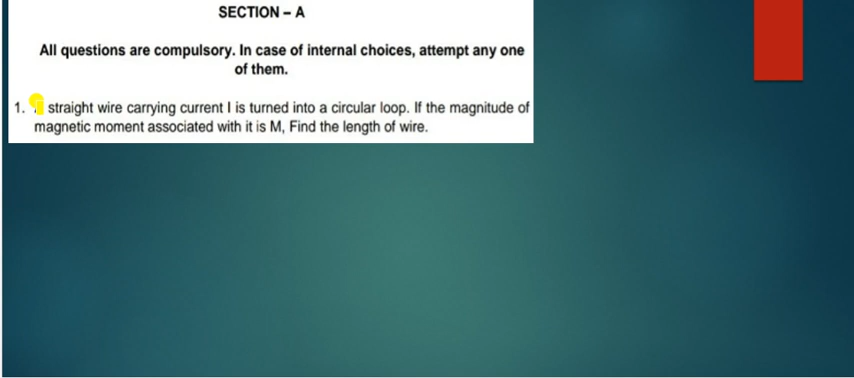 SECTION – A
All questions are compulsory. In case of internal choices, attempt any one
of them.
1. straight wire carrying current I is turned into a circular loop. If the magnitude of
magnetic moment associated with it is M, Find the length of wire.